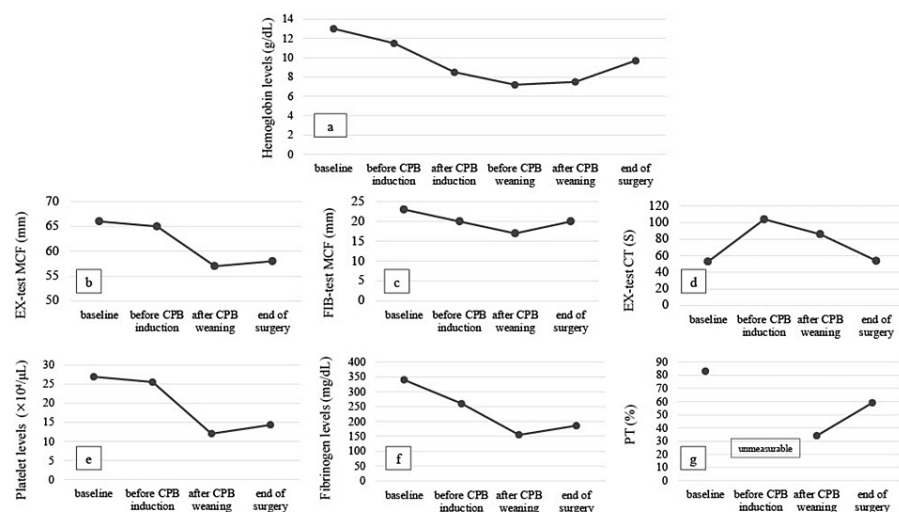 Hemoglobin levels (g/dL)
14
12
10
8
6
4
2
0
a
baseline
before CPB induction
after CPB induction
before CPB weaning
after CPB weaning
end of surgery
EX-test MCF (mm)
70
65
60
55
50
b
baseline
before CPB induction
after CPB weaning
end of surgery
FIB-test MCF (mm)
25
20
15
10
5
0
c
baseline
before CPB induction
after CPB weaning
end of surgery
EX-test CT (S)
120
100
80
60
40
20
0
d
baseline
before CPB induction
after CPB weaning
end of surgery
Platelet levels (×10⁴/μL)
30
25
20
15
10
5
0
e
baseline
before CPB induction
after CPB weaning
end of surgery
Fibrinogen levels (mg/dL)
400
350
300
250
200
150
100
50
0
f
baseline
before CPB induction
after CPB weaning
end of surgery
PT (%)
90
80
70
60
50
40
30
20
10
0
g
unmeasurable
baseline
before CPB induction
after CPB weaning
end of surgery